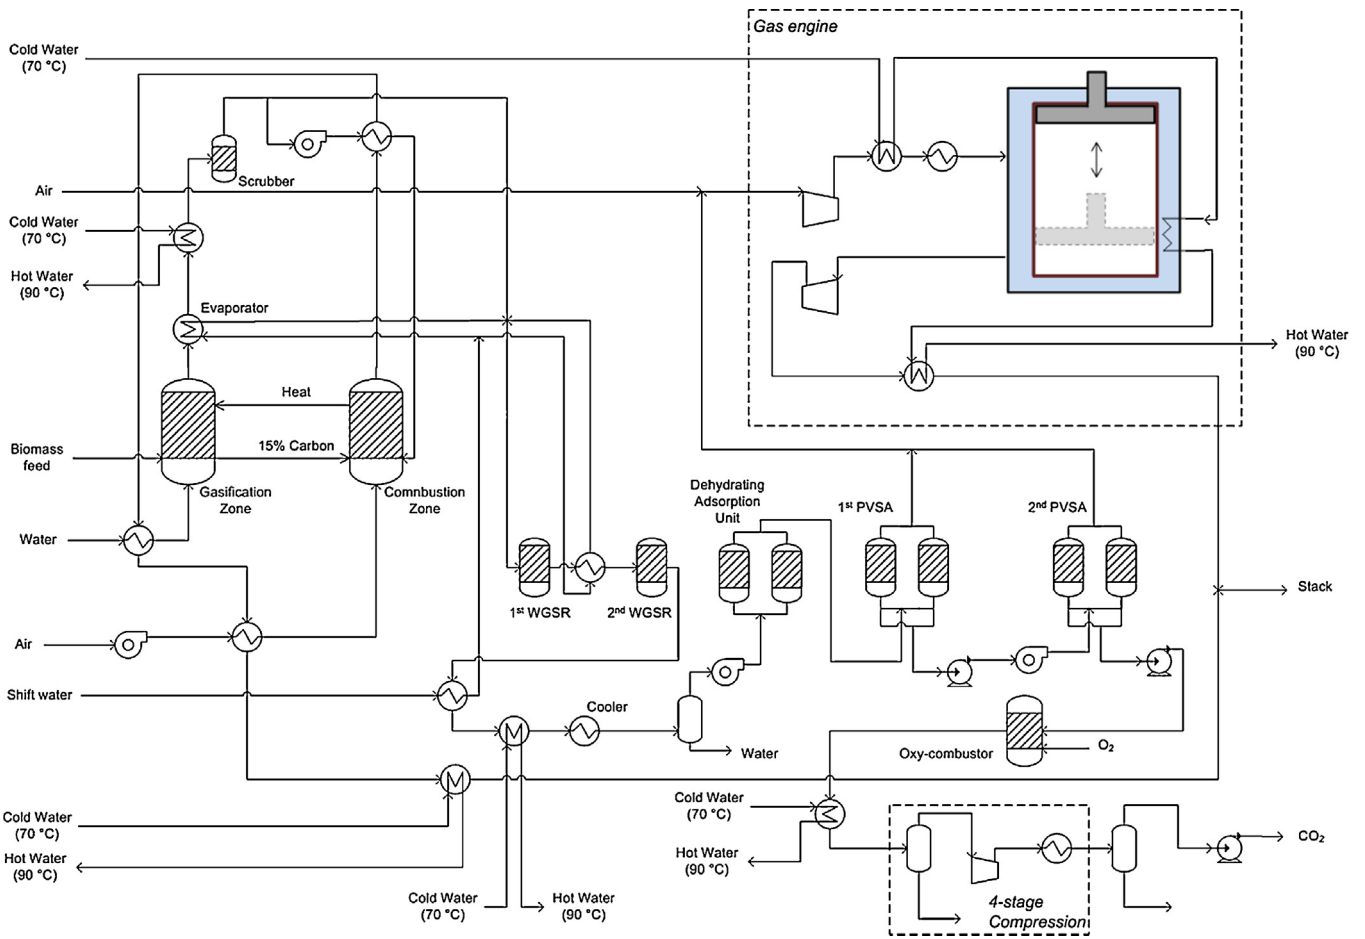 Gas engine
Cold Water
(70 °C)
Scrubber
Air
Cold Water
(70 °C)
Hot Water
(90 °C)
Evaporator
Hot Water
(90 °C)
Heat
Biomass
feed
15% Carbon
Gasification
Zone
Comnbustion
Zone
Dehydrating
Adsorption
Unit
1st PVSA
2nd PVSA
Water
Stack
1st WGSR
2nd WGSR
Air
Shift water
Cooler
Water
Oxy-combustor
O2
Cold Water
(70 °C)
Cold Water
(70 °C)
Hot Water
(90 °C)
Hot Water
(90 °C)
CO2
Cold Water
(70 °C)
Hot Water
(90 °C)
4-stage
Compression